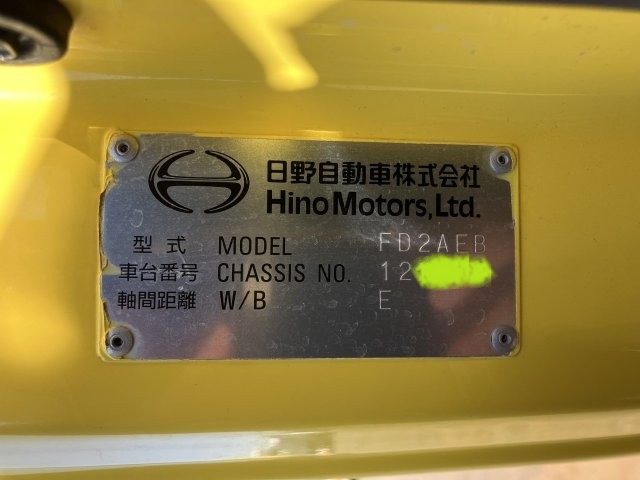 日野自動車株式会社
Hino Motors, Ltd.
型式 MODEL FD2AEB
車台番号 CHASSIS NO. 12
軸間距離 W/B E